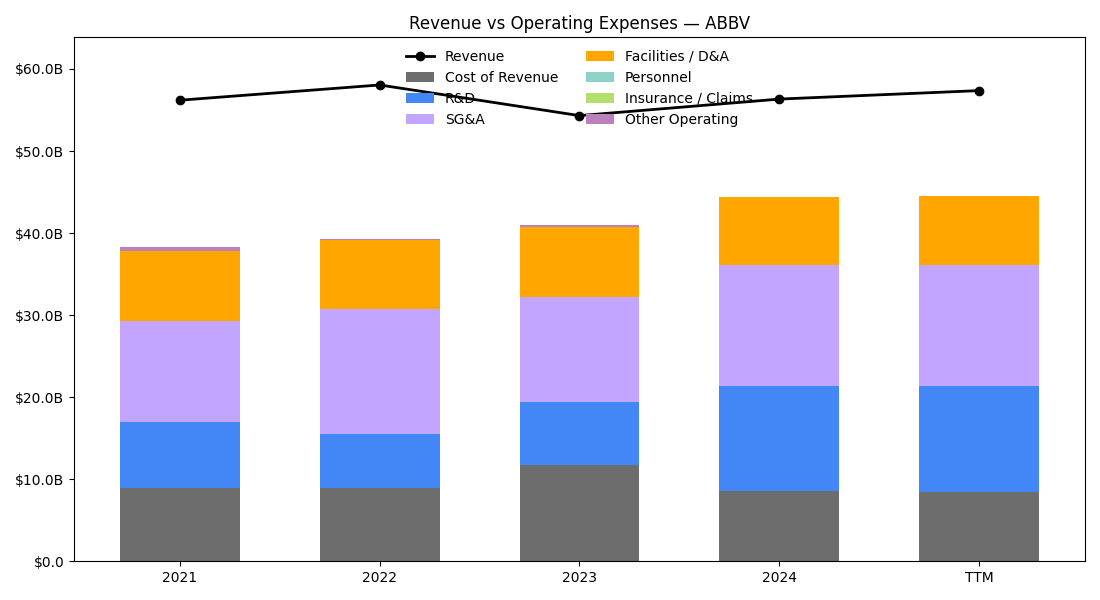 Revenue vs Operating Expenses — ABBV
Revenue
Cost of Revenue
R&D
SG&A
Facilities / D&A
Personnel
Insurance / Claims
Other Operating
$60.0B
$50.0B
$40.0B
$30.0B
$20.0B
$10.0B
$0.0
2021 2022 2023 2024 TTM